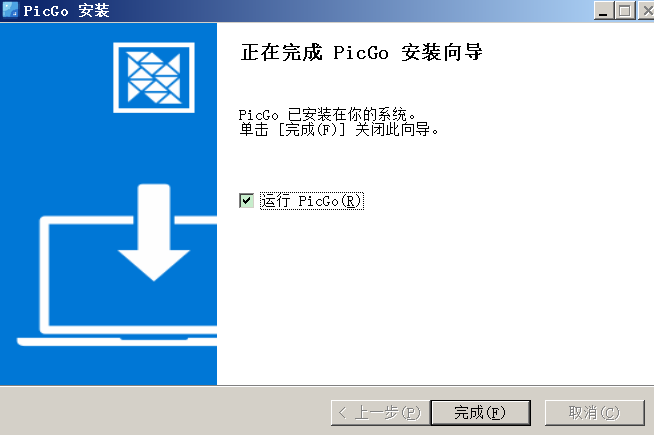 PicGo 安装
正在完成 PicGo 安装向导
PicGo 已安装在你的系统。
单击 [完成(F)] 关闭此向导。
运行 PicGo(R)
< 上一步(P)
完成(F)
取消(C)